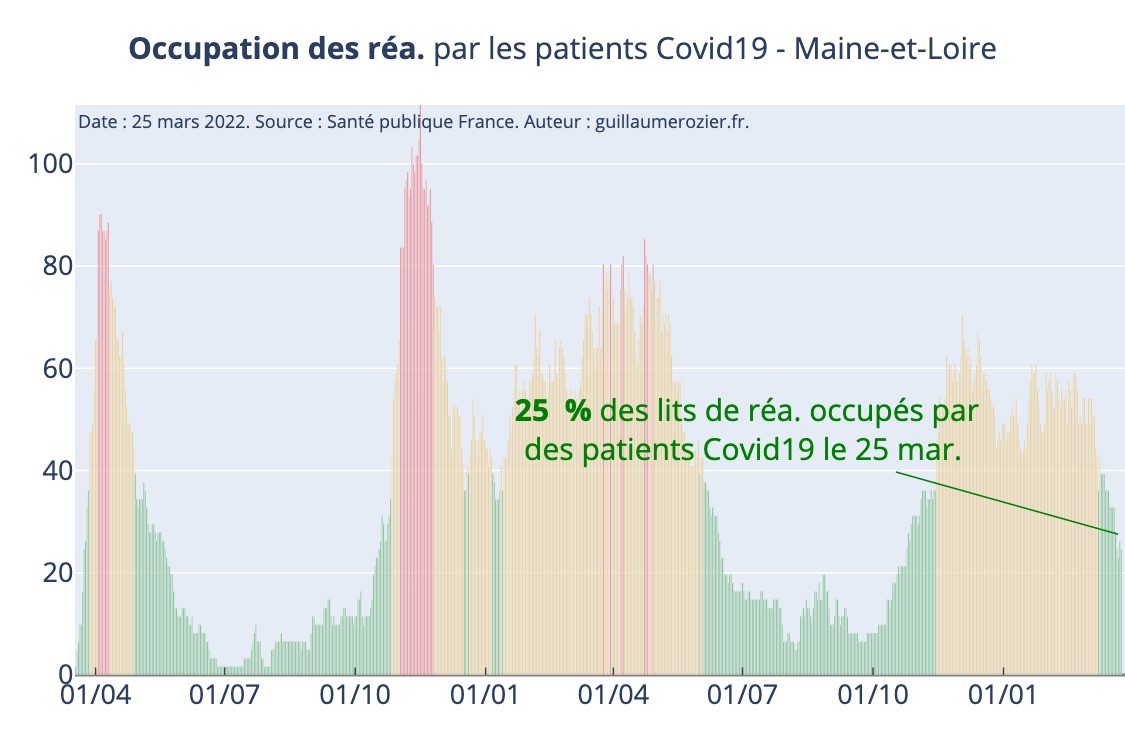 Occupation des réa. par les patients Covid19 - Maine-et-Loire
Date : 25 mars 2022. Source : Santé publique France. Auteur : guillaumerozier.fr.
100
80
60
25 % des lits de réa. occupés par
des patients Covid19 le 25 mar.
40
20
0
01/04 01/07 01/10 01/01 01/04 01/07 01/10 01/01